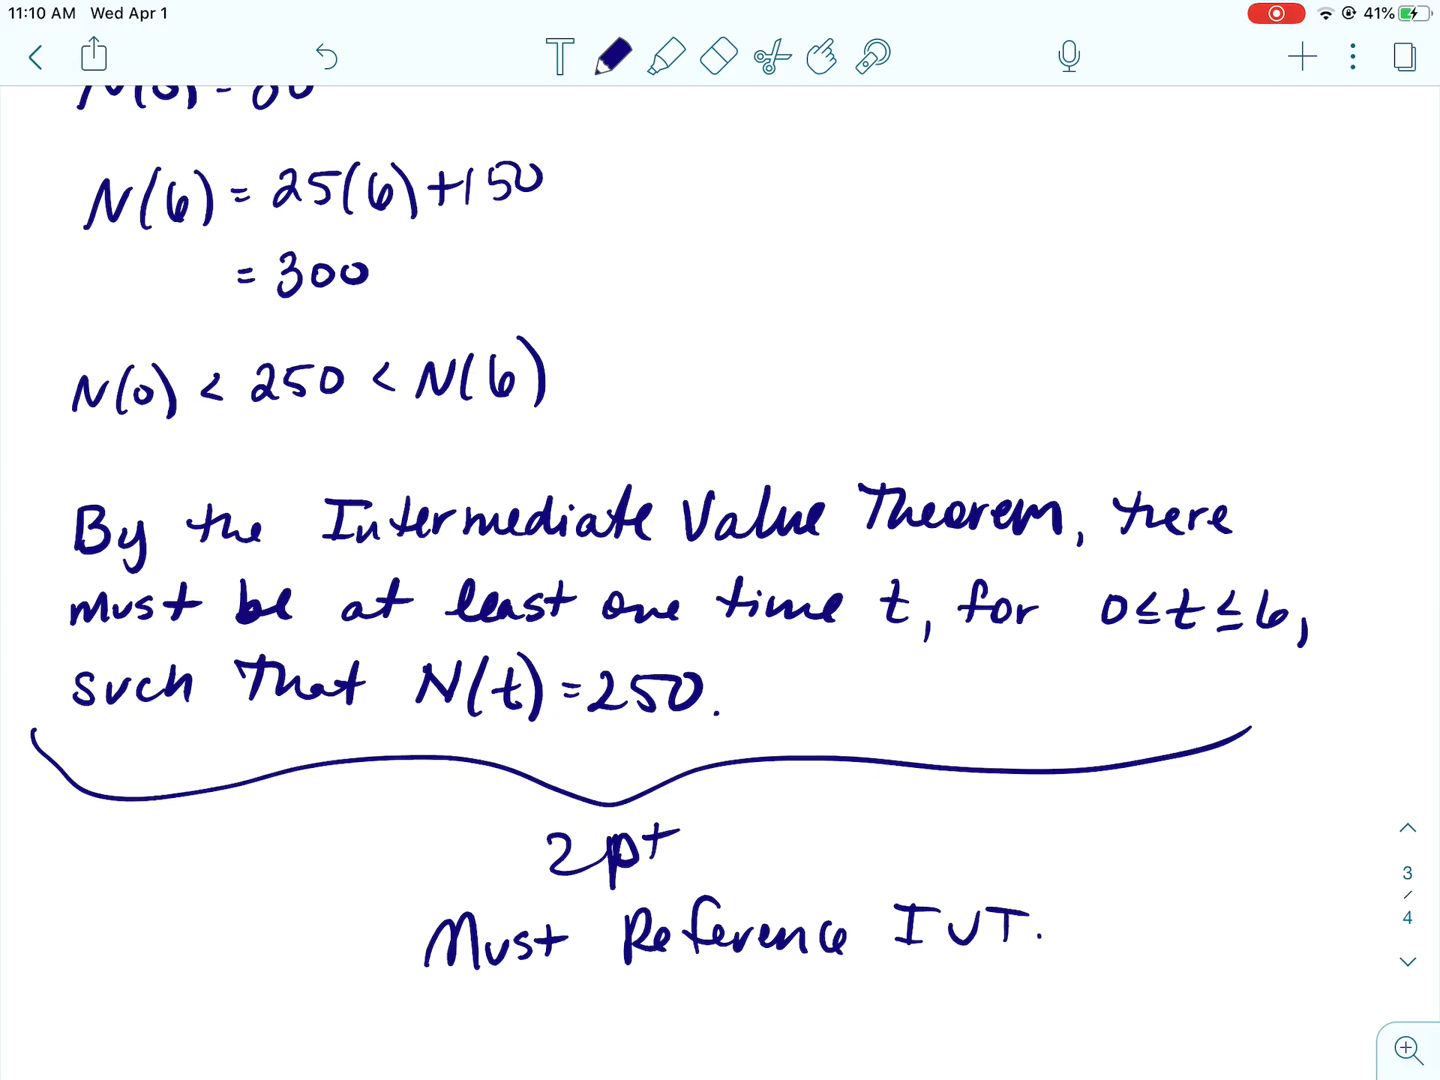 11:10 AM Wed Apr 1
41%
T
N(6) = 25(6)+150
= 300
N(0) < 250 < N(6)
By the Intermediate Value Theorem, there
must be at least one time t, for 0≤t≤6,
such that N(t)=250.
2pt
Must Reference IVT.
3
/
4